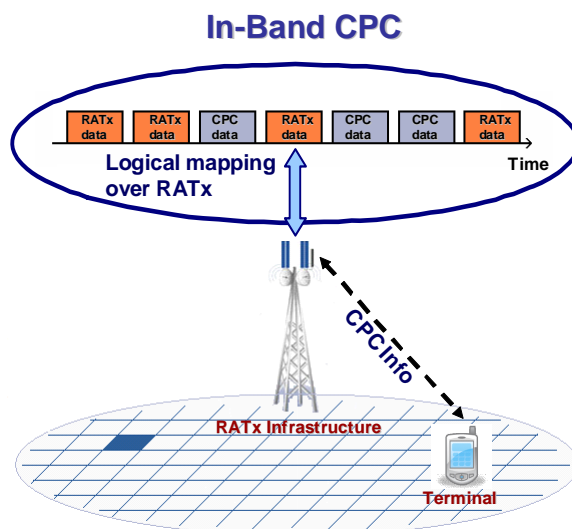 In-Band CPC
RATx RATx CPC RATx CPC CPC RATx
data data data data data data data
Time
Logical mapping
over RATx
CPC Info
RATx Infrastructure
Terminal